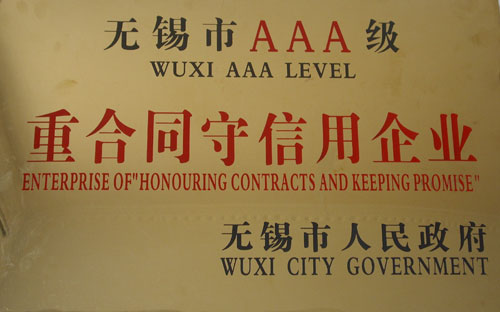 无锡市AAA级
WUXI AAA LEVEL
重合同守信用企业
ENTERPRISE OF"HONOURING CONTRACTS AND KEEPING PROMISE"
无锡市人民政府
WUXI CITY GOVERNMENT